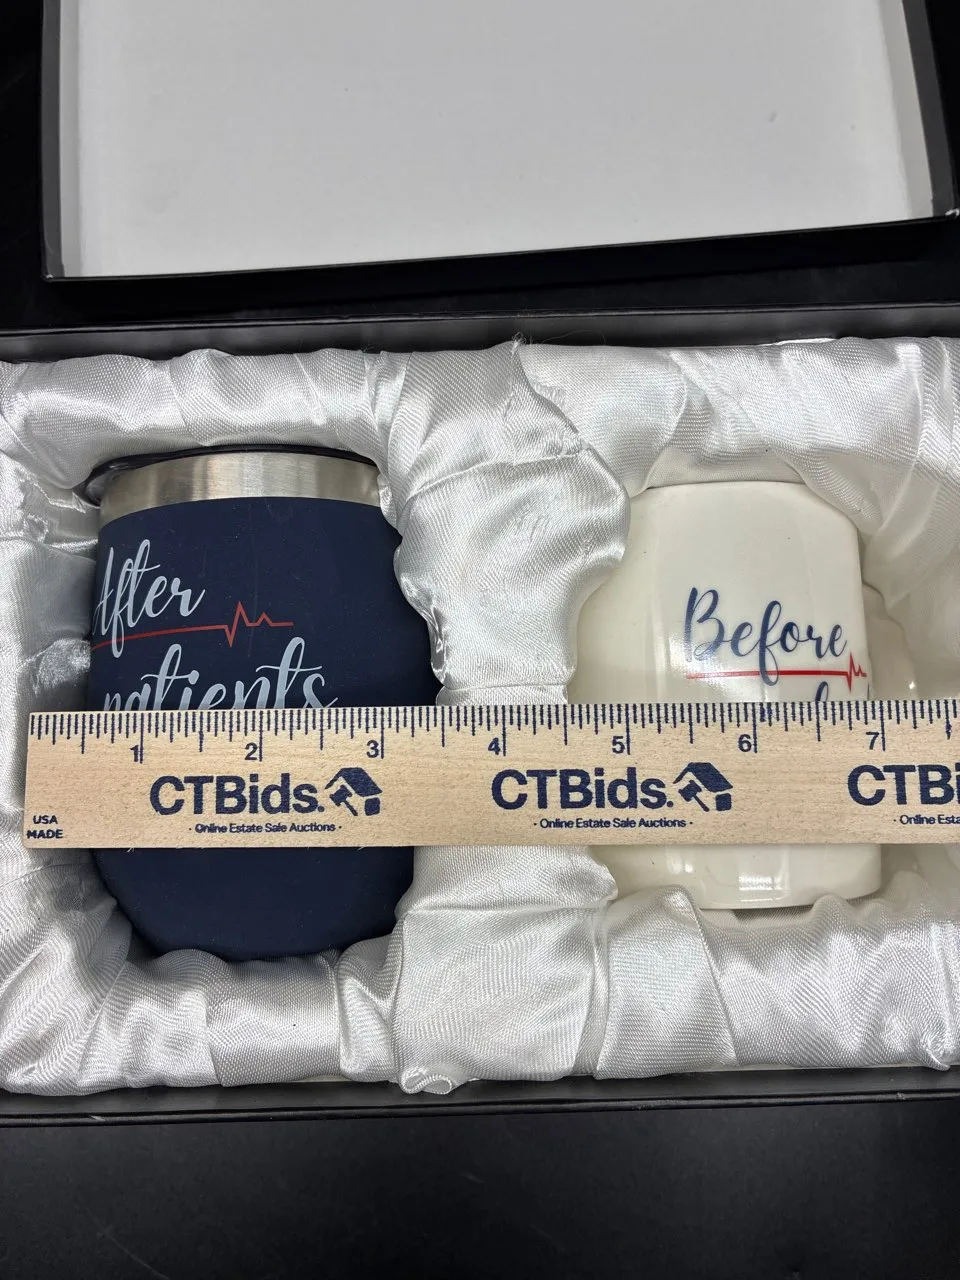 After
patients
Before
1 2 3 4 5 6 7
CTBids. CTBids. CTBi
· Online Estate Sale Auctions · · Online Estate Sale Auctions · · Online Esta
USA
MADE